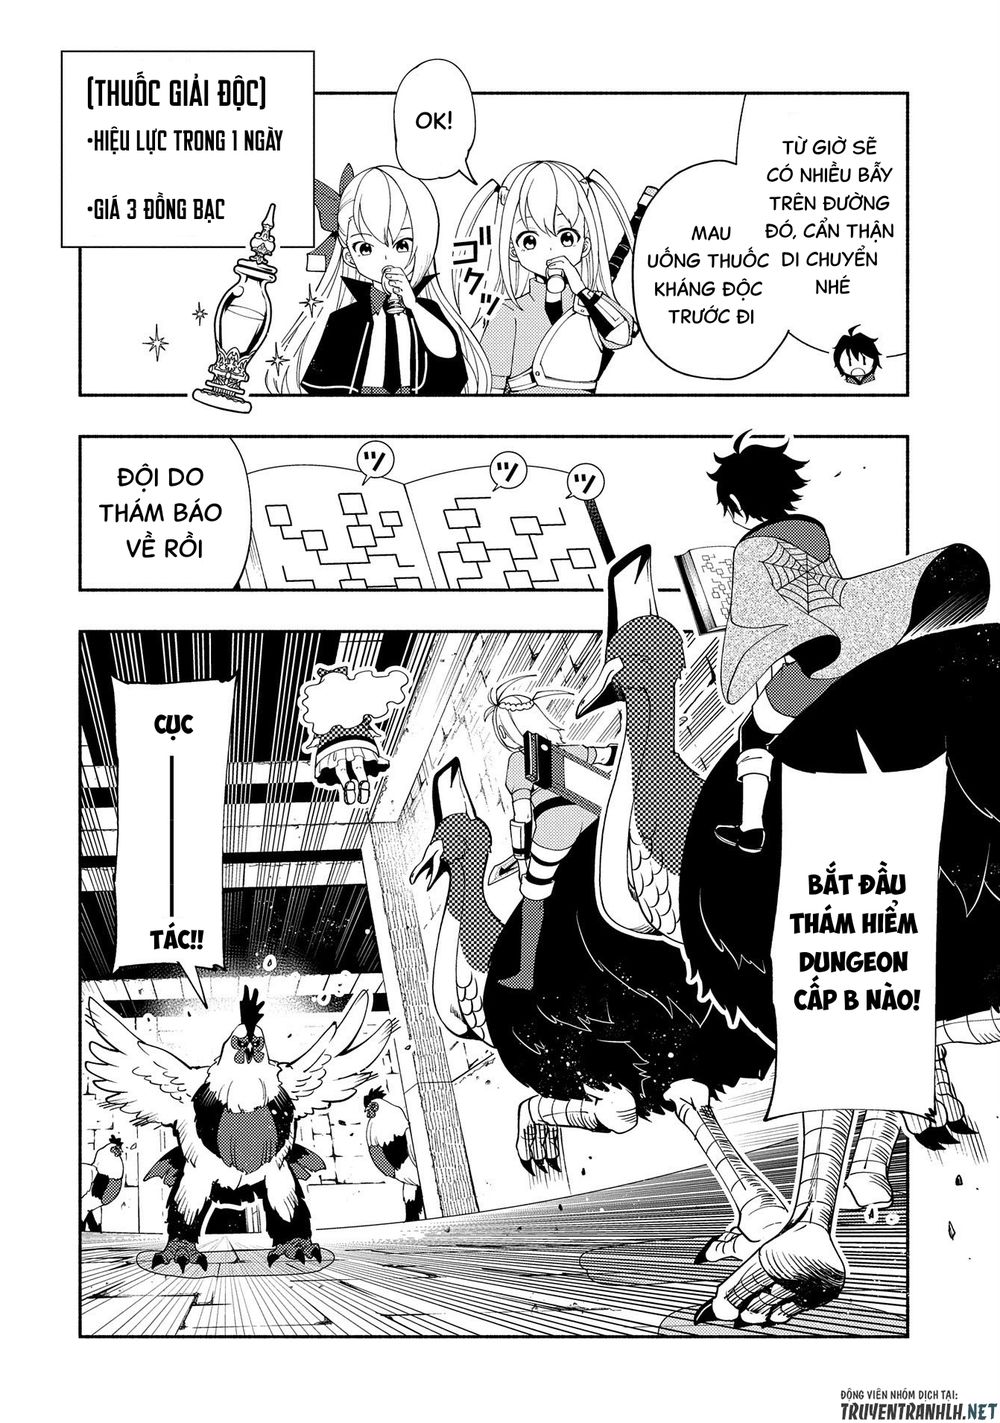 (THUỐC GIẢI ĐỘC)
•HIỆU LỰC TRONG 1 NGÀY
•GIÁ 3 ĐỒNG BẠC
OK!
TỪ GIỜ SẼ
CÓ NHIỀU BẪY
TRÊN ĐƯỜNG
ĐÓ, CẨN THẬN
DI CHUYỂN
NHÉ
MAU
UỐNG THUỐC
KHÁNG ĐỘC
TRƯỚC ĐI
ゴクッ
ĐỘI DO
THÁM BÁO
VỀ RỒI
ツ
ツ
ツ
BẮT ĐẦU
THÁM HIỂM
DUNGEON
CẤP B NÀO!
CỤC
TÁC!!
ĐỘNG VIÊN NHÓM DỊCH TẠI:
TRUYENTRANHLH.NET